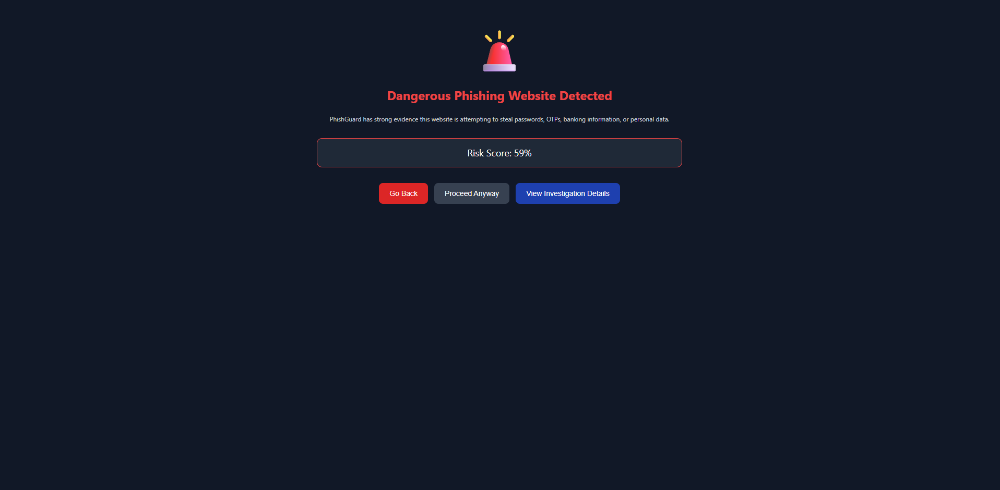 Dangerous Phishing Website Detected
PhishGuard has strong evidence this website is attempting to steal passwords, OTPs, banking information, or personal data.
Risk Score: 59%
Go Back
Proceed Anyway
View Investigation Details